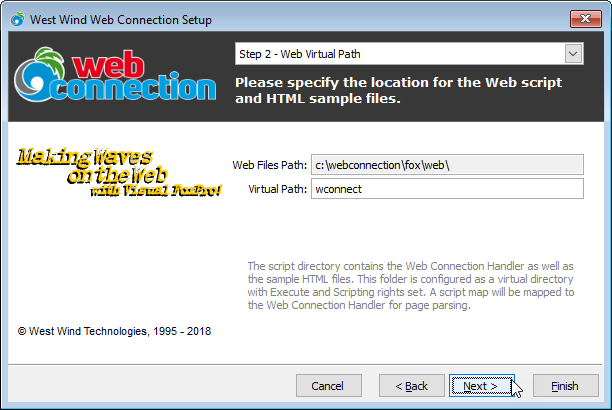 West Wind Web Connection Setup
web
connection
Step 2 - Web Virtual Path
Please specify the location for the Web script
and HTML sample files.
Making Waves
on the Web
with Visual FoxPro!
Web Files Path: c:\webconnection\fox\web\
Virtual Path: wconnect
The script directory contains the Web Connection Handler as well as
the sample HTML files. This folder is configured as a virtual directory
with Execute and Scripting rights set. A script map will be mapped to
the Web Connection Handler for page parsing.
© West Wind Technologies, 1995 - 2018
Cancel
< Back
Next >
Finish